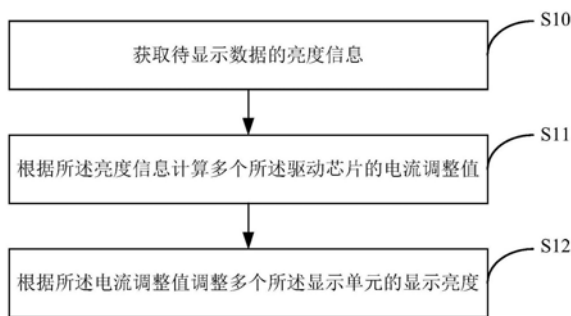 S10
获取待显示数据的亮度信息
S11
根据所述亮度信息计算多个所述驱动芯片的电流调整值
S12
根据所述电流调整值调整多个所述显示单元的显示亮度